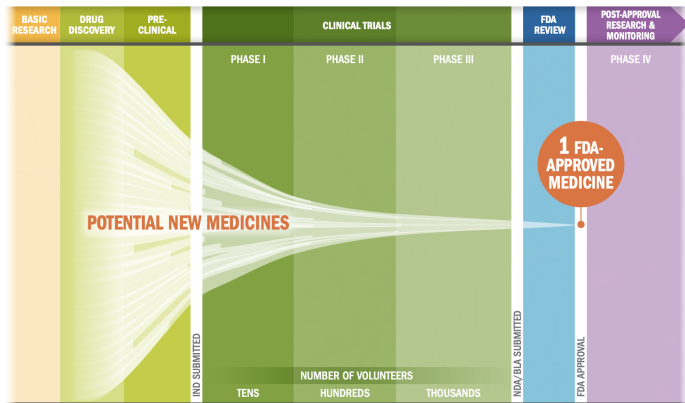 BASIC
RESEARCH
DRUG
DISCOVERY
PRE-
CLINICAL
CLINICAL TRIALS
FDA
REVIEW
POST-APPROVAL
RESEARCH &
MONITORING
PHASE I
PHASE II
PHASE III
PHASE IV
1 FDA-
APPROVED
MEDICINE
POTENTIAL NEW MEDICINES
IND SUBMITTED
NDA/BLA SUBMITTED
FDA APPROVAL
NUMBER OF VOLUNTEERS
TENS
HUNDREDS
THOUSANDS